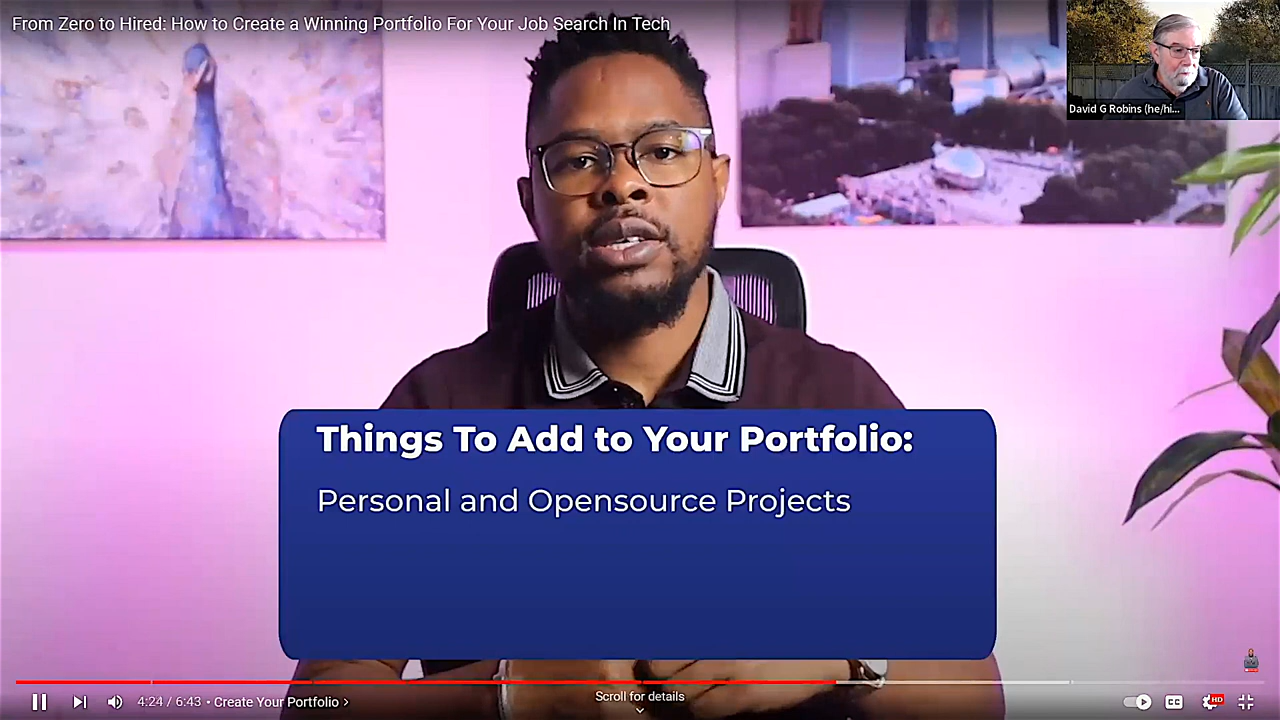 From Zero to Hired: How to Create a Winning Portfolio For Your Job Search In Tech
David G Robins (he/hi...
Things To Add to Your Portfolio:
Personal and Opensource Projects
4:24 / 6:43 • Create Your Portfolio >
Scroll for details
CC
HD